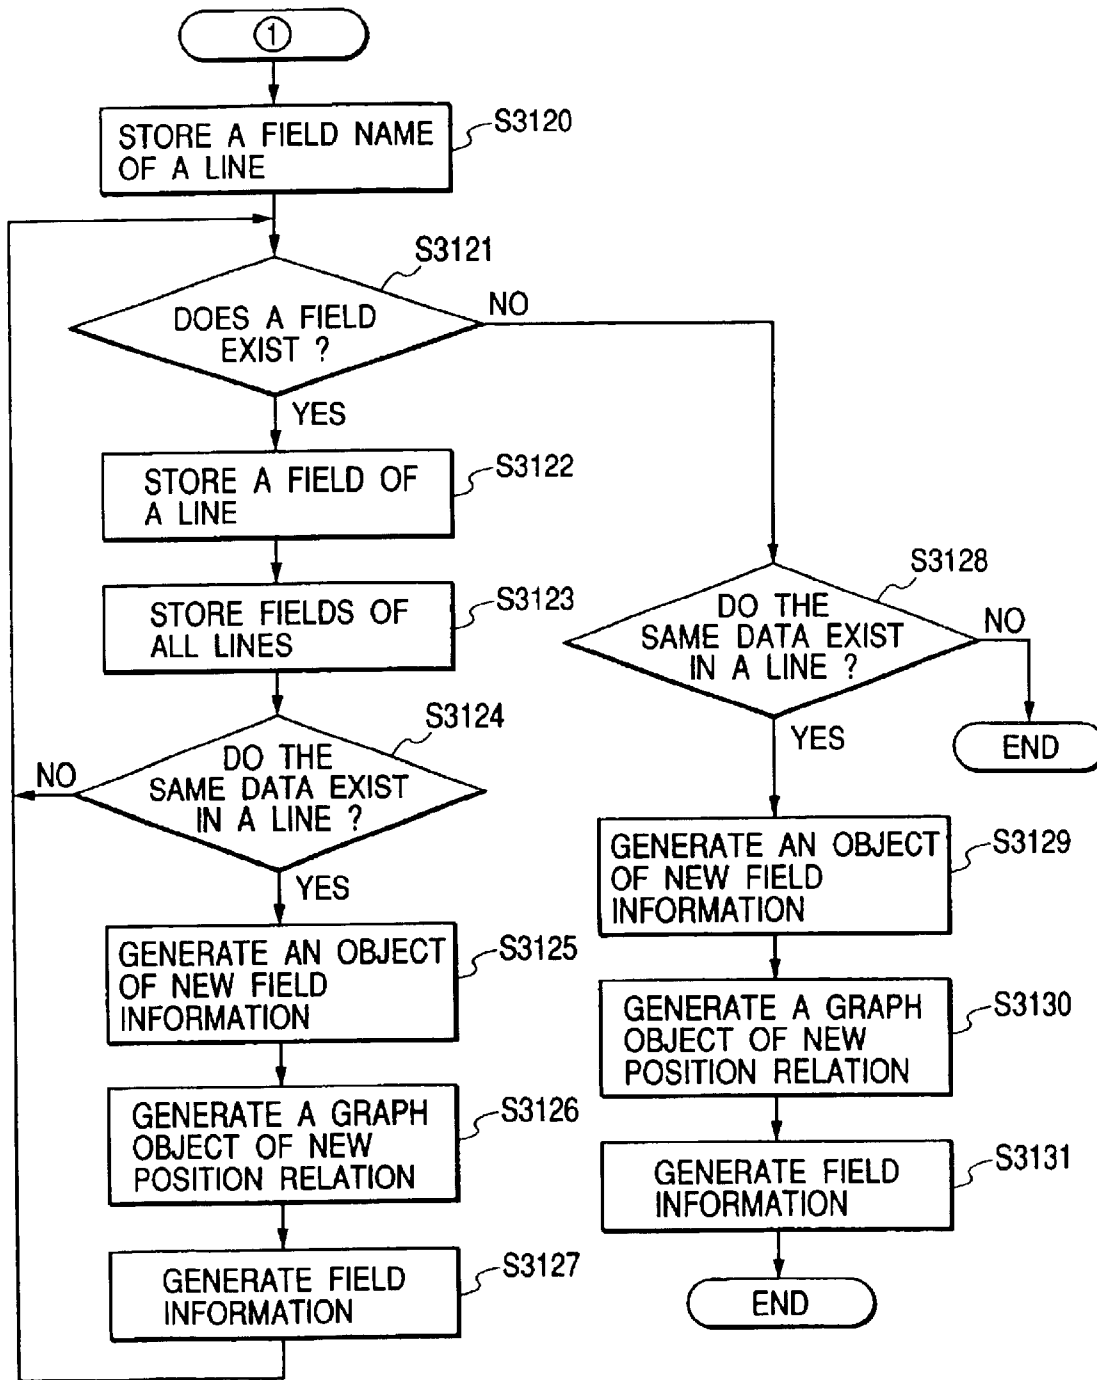 1
STORE A FIELD NAME
OF A LINE
S3120
DOES A FIELD
EXIST ?
S3121
NO
YES
STORE A FIELD OF
A LINE
S3122
STORE FIELDS OF
ALL LINES
S3123
DO THE
SAME DATA EXIST
IN A LINE ?
S3124
NO
YES
GENERATE AN OBJECT
OF NEW FIELD
INFORMATION
S3125
GENERATE A GRAPH
OBJECT OF NEW
POSITION RELATION
S3126
GENERATE FIELD
INFORMATION
S3127
DO THE
SAME DATA EXIST
IN A LINE ?
S3128
NO
END
YES
GENERATE AN OBJECT
OF NEW FIELD
INFORMATION
S3129
GENERATE A GRAPH
OBJECT OF NEW
POSITION RELATION
S3130
GENERATE FIELD
INFORMATION
S3131
END